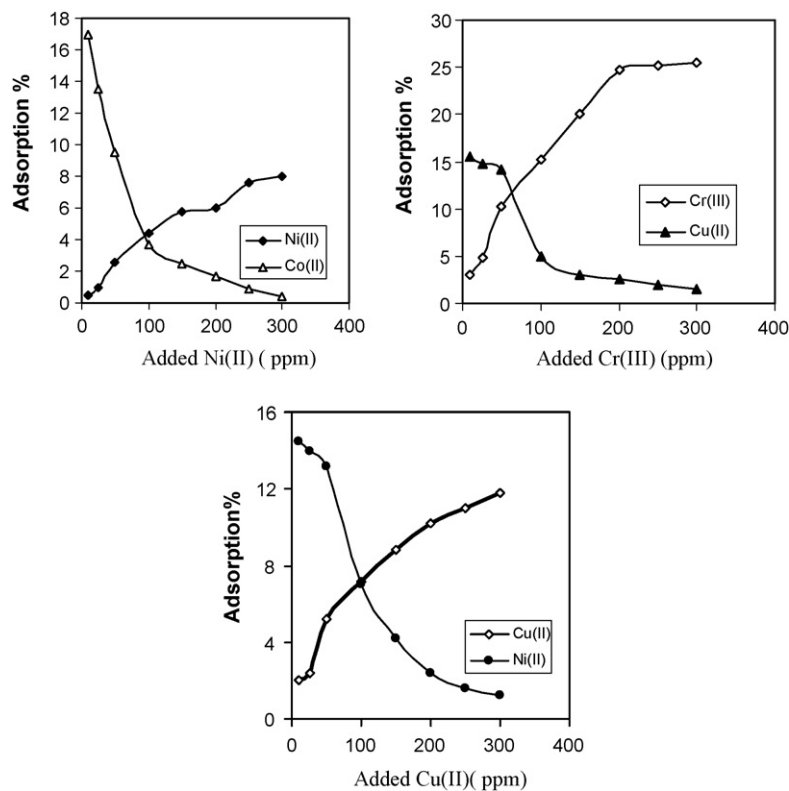 Adsorption %
18
16
14
12
10
8
6
4
2
0
0 100 200 300 400
Added Ni(II) ( ppm)
Ni(II)
Co(II)
Adsorption %
30
25
20
15
10
5
0
0 100 200 300 400
Added Cr(III) (ppm)
Cr(III)
Cu(II)
Adsorption%
16
12
8
4
0
0 100 200 300 400
Added Cu(II)( ppm)
Cu(II)
Ni(II)